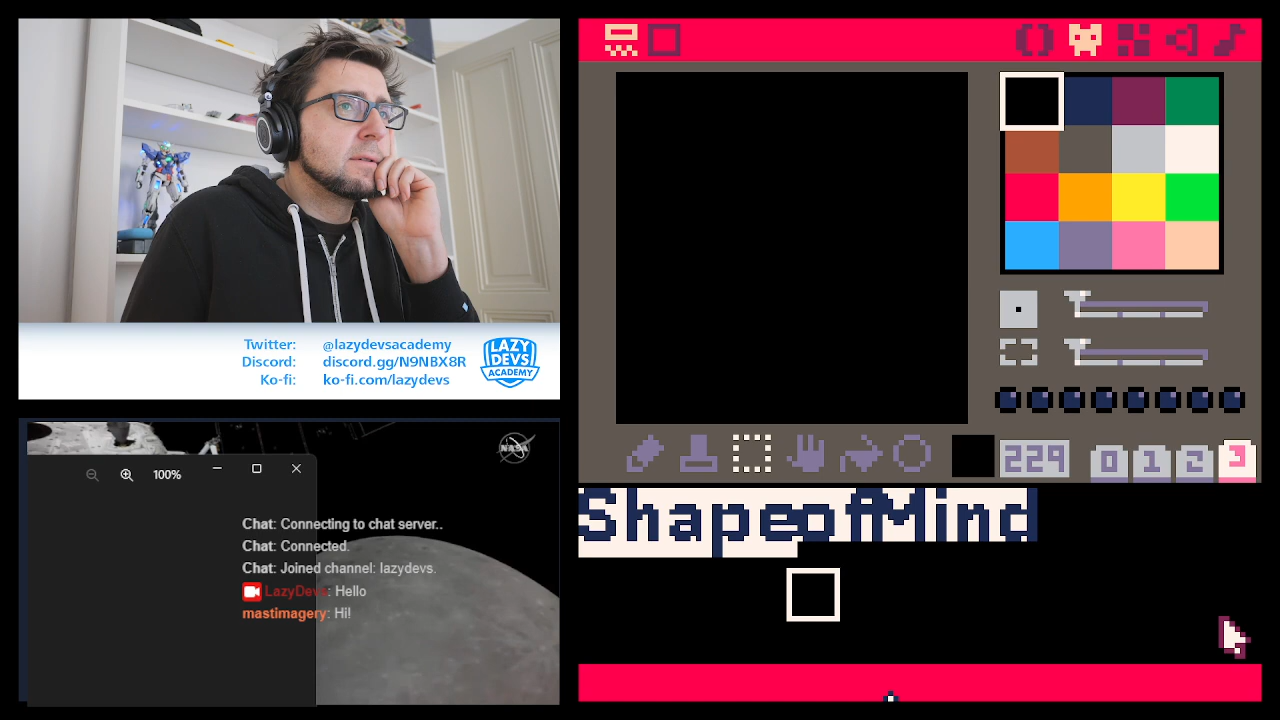 Twitter: @lazydevsacademy
Discord: discord.gg/N9NBX8R
Ko-fi: ko-fi.com/lazydevs
LAZY
DEVS
ACADEMY
NASA
100%
Chat: Connecting to chat server..
Chat: Connected.
Chat: Joined channel: lazydevs.
LazyDevs: Hello
mastimagery: Hi!
229
0 1 2 3
ShapeofMind